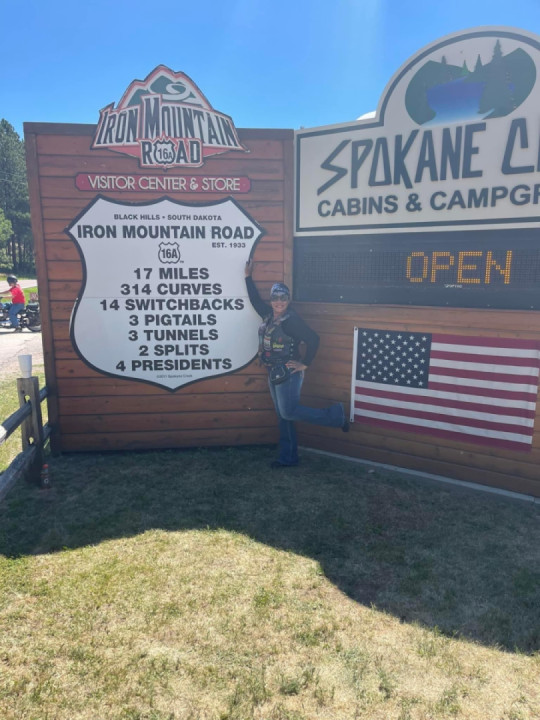 IRON MOUNTAIN
16A
ROAD
VISITOR CENTER & STORE
BLACK HILLS • SOUTH DAKOTA
IRON MOUNTAIN ROAD
EST. 1933
16A
17 MILES
314 CURVES
14 SWITCHBACKS
3 PIGTAILS
3 TUNNELS
2 SPLITS
4 PRESIDENTS
SPOKANE C
CABINS & CAMPGR
OPEN